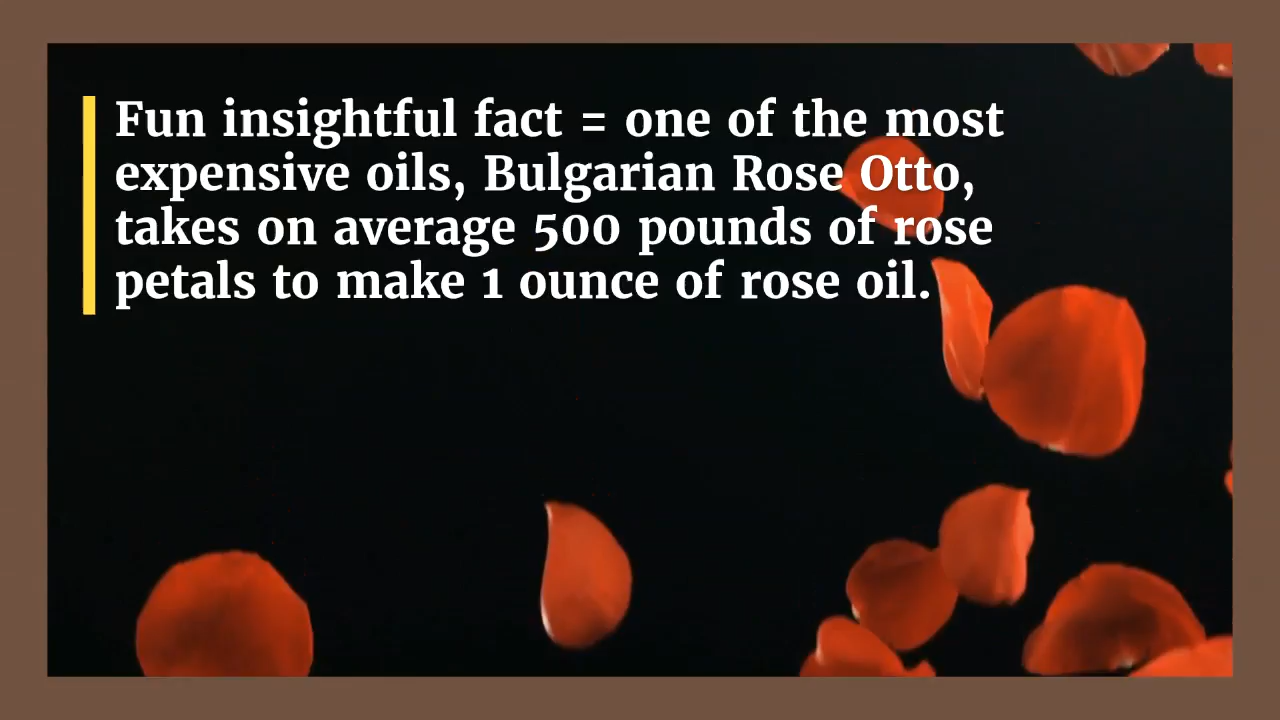 Fun insightful fact = one of the most
expensive oils, Bulgarian Rose Otto,
takes on average 500 pounds of rose
petals to make 1 ounce of rose oil.